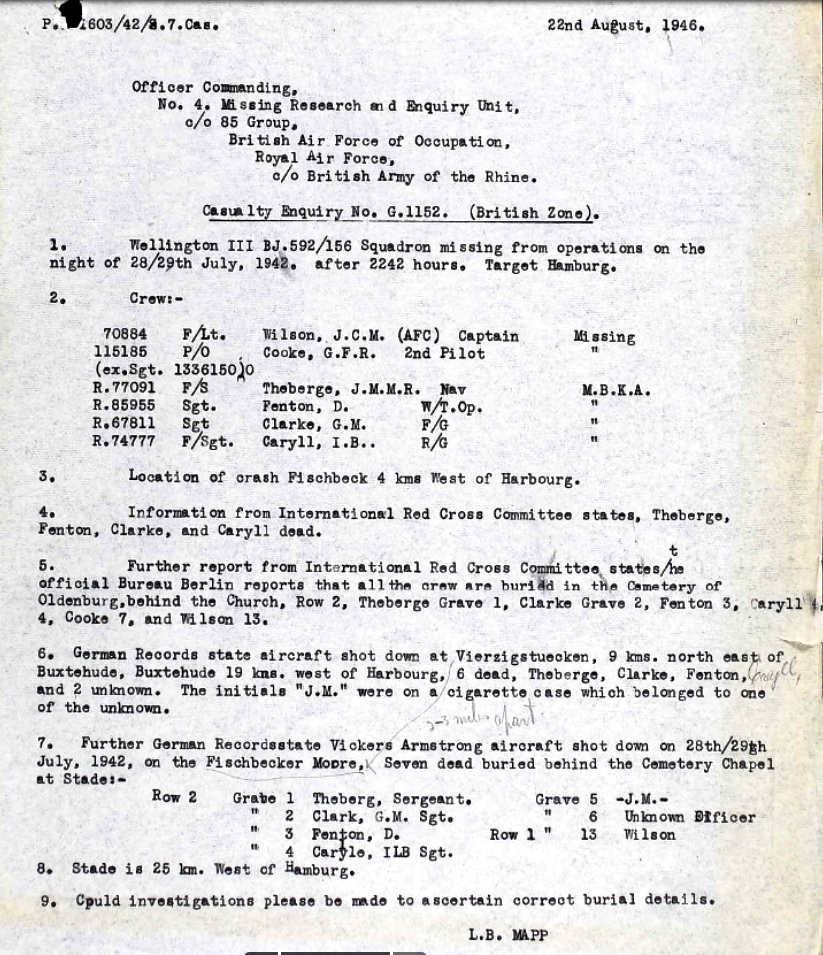 P. 1603/42/S.7.Cas. 22nd August, 1946.
Officer Commanding,
No. 4. Missing Research and Enquiry Unit,
c/o 85 Group,
British Air Force of Occupation,
Royal Air Force,
c/o British Army of the Rhine.
Casualty Enquiry No. G.1152. (British Zone).
1. Wellington III BJ.592/156 Squadron missing from operations on the
night of 28/29th July, 1942. after 2242 hours. Target Hamburg.
2. Crew:-
70884 F/Lt. Wilson, J.C.M. (AFC) Captain Missing
115185 P/O Cooke, G.F.R. 2nd Pilot "
(ex.Sgt. 1336150)0
R.77091 F/S Theberge, J.M.M.R. Nav M.B.K.A.
R.85955 Sgt. Fenton, D. W/T.Op. "
R.67811 Sgt Clarke, G.M. F/G "
R.74777 F/Sgt. Caryll, I.B.. R/G "
3. Location of crash Fischbeck 4 kms West of Harbourg.
4. Information from International Red Cross Committee states, Theberge,
Fenton, Clarke, and Caryll dead.
t
5. Further report from International Red Cross Committee states/he
official Bureau Berlin reports that all the crew are buried in the Cemetery of
Oldenburg,behind the Church, Row 2, Theberge Grave 1, Clarke Grave 2, Fenton 3, Caryll 4,
4, Cooke 7, and Wilson 13.
6. German Records state aircraft shot down at Vierzigstuecken, 9 kms. north east of
Buxtehude, Buxtehude 19 kms. west of Harbourg, 6 dead, Theberge, Clarke, Fenton, Caryll,
and 2 unknown. The initials "J.M." were on a cigarette case which belonged to one
of the unknown.
miles apart
7. Further German Recordsstate Vickers Armstrong aircraft shot down on 28th/29th
July, 1942, on the Fischbecker Moore, Seven dead buried behind the Cemetery Chapel
at Stade:-
Row 2 Grave 1 Theberg, Sergeant. Grave 5 -J.M.-
" 2 Clark, G.M. Sgt. " 6 Unknown Officer
" 3 Fenton, D. Row 1 " 13 Wilson
" 4 Caryle, ILB Sgt.
8. Stade is 25 km. West of Hamburg.
9. Cpuld investigations please be made to ascertain correct burial details.
L.B. MAPP